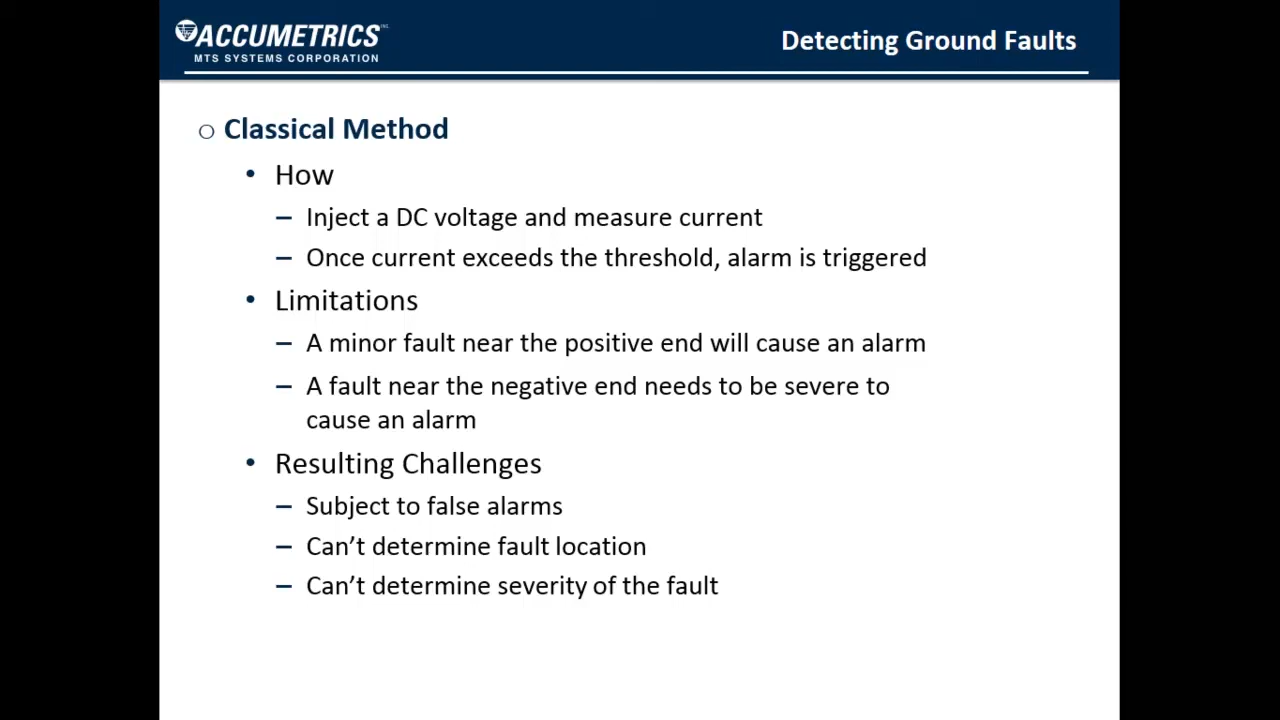 ACCUMETRICS INC.
MTS SYSTEMS CORPORATION
Detecting Ground Faults
Classical Method
How
Inject a DC voltage and measure current
Once current exceeds the threshold, alarm is triggered
Limitations
A minor fault near the positive end will cause an alarm
A fault near the negative end needs to be severe to
cause an alarm
Resulting Challenges
Subject to false alarms
Can’t determine fault location
Can’t determine severity of the fault